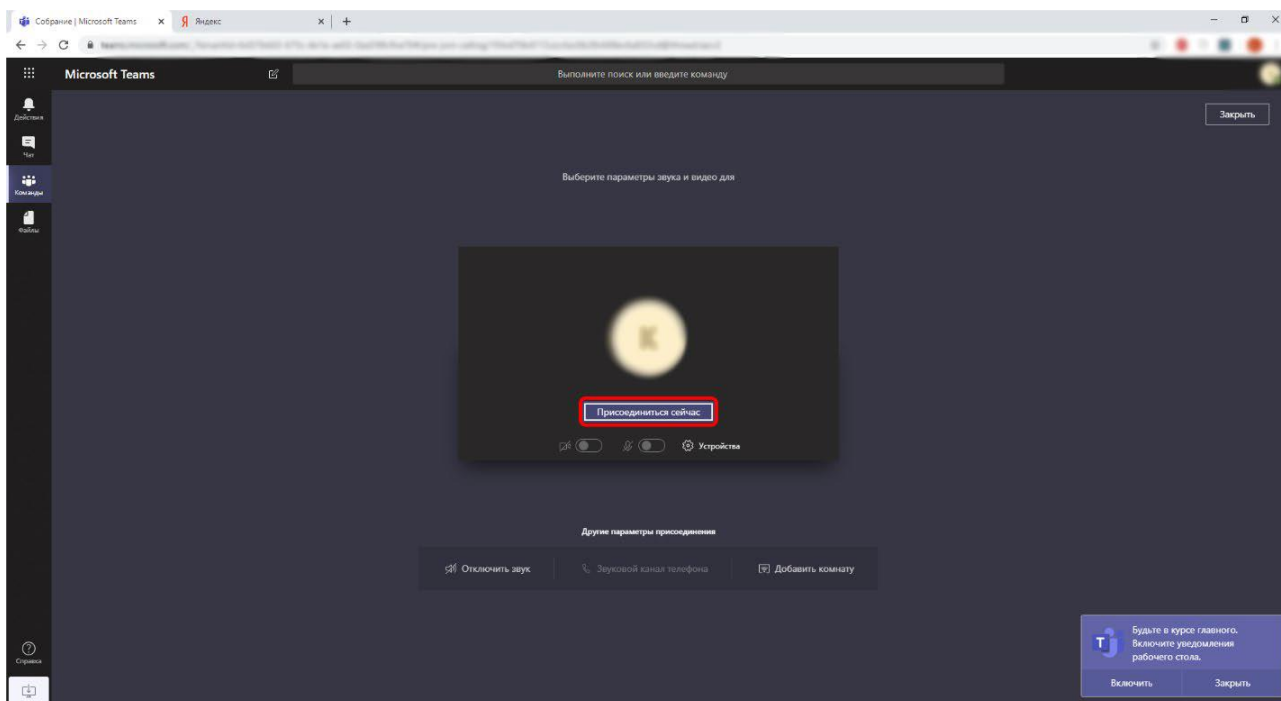 Собрание | Microsoft Teams
Яндекс
Microsoft Teams
Выполните поиск или введите команду
Действия
Чат
Команды
Файлы
Закрыть
Выберите параметры звука и видео для
K
Присоединиться сейчас
Устройства
Другие параметры присоединения
Отключить звук
Звуковой канал телефона
Добавить комнату
Справка
Будьте в курсе главного.
Включите уведомления
рабочего стола.
Включить
Закрыть